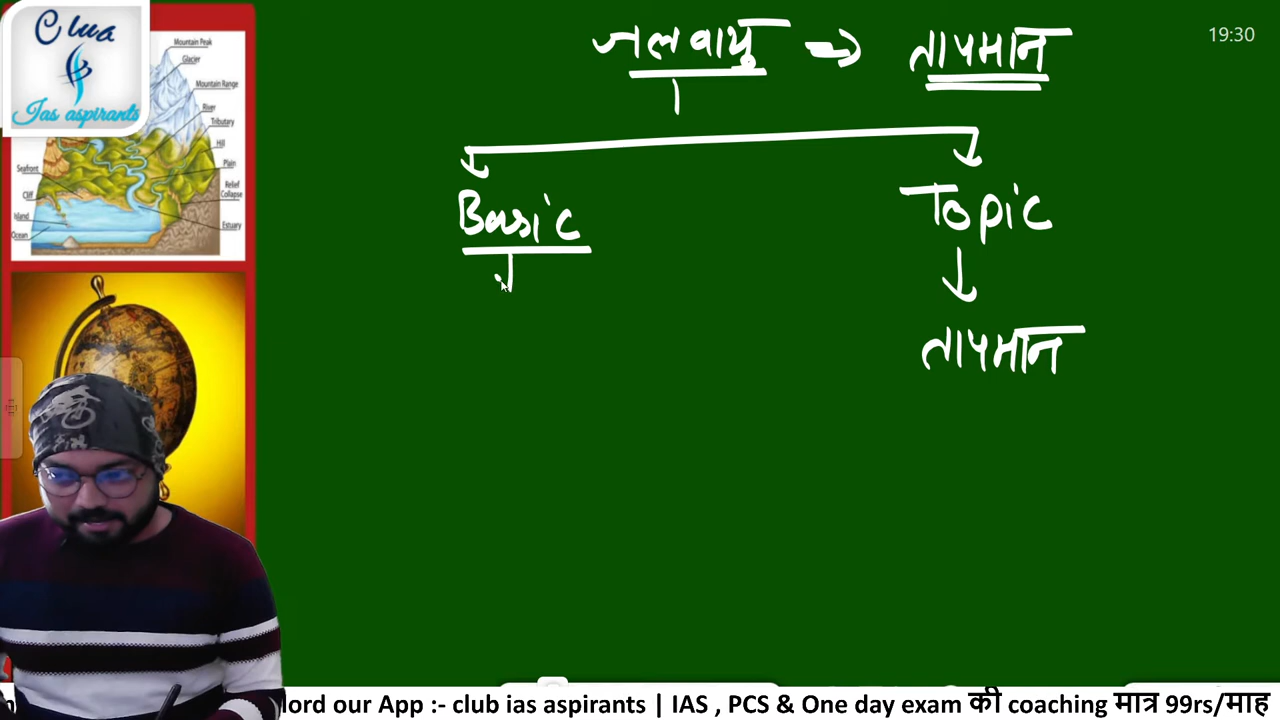 Clua
Ias aspirants
Mountain Peak
Glacier
Mountain Range
River
Tributary
Hill
Plain
Seafront
Relief
Collapse
Cliff
Island
Estuary
Ocean
जलवायु ⇒ तापमान
19:30
Basic
Topic
तापमान
lord our App :- club ias aspirants | IAS , PCS & One day exam की coaching मात्र 99rs/माह